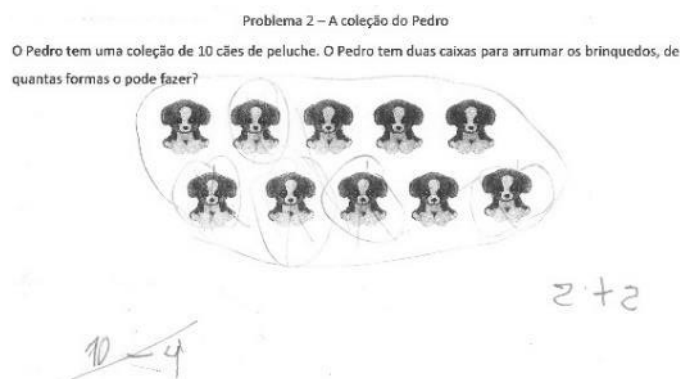 Problema 2 – A coleção do Pedro
O Pedro tem uma coleção de 10 cães de peluche. O Pedro tem duas caixas para arrumar os brinquedos, de
quantas formas o pode fazer?
2+2
10 - 4